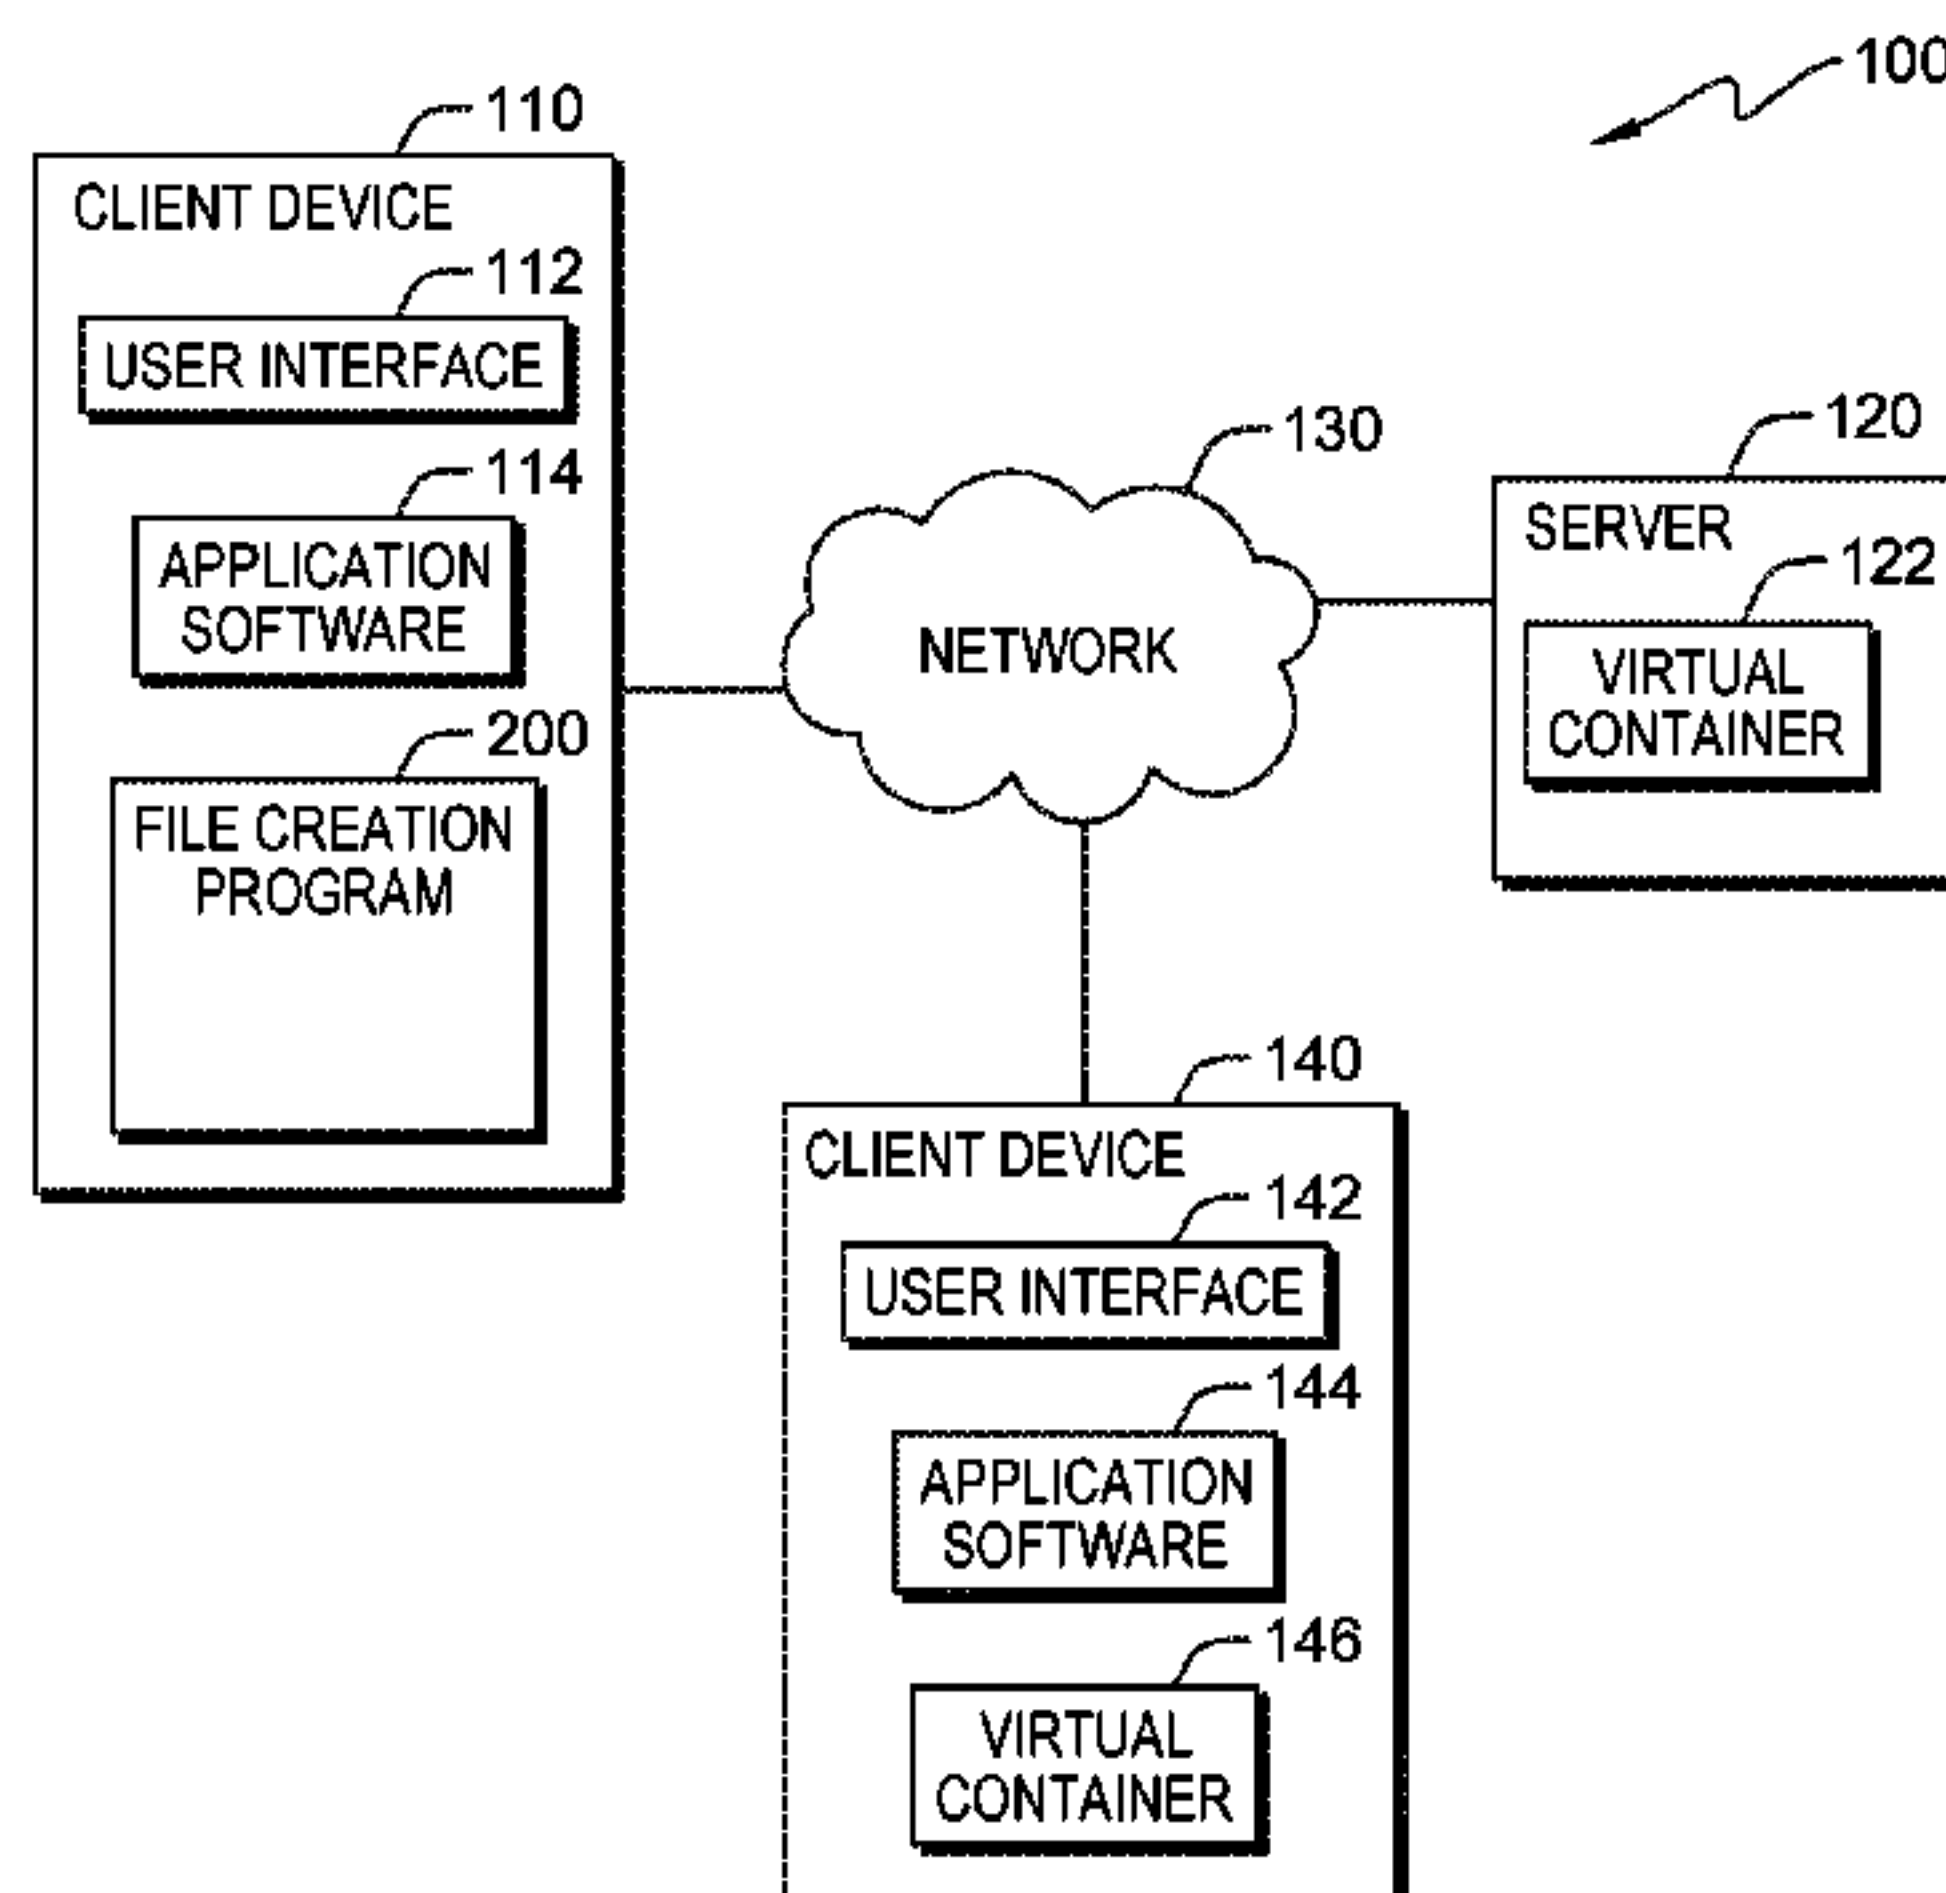 100
110
CLIENT DEVICE
112
USER INTERFACE
114
APPLICATION
SOFTWARE
200
FILE CREATION
PROGRAM
130
NETWORK
120
SERVER
122
VIRTUAL
CONTAINER
140
CLIENT DEVICE
142
USER INTERFACE
144
APPLICATION
SOFTWARE
146
VIRTUAL
CONTAINER